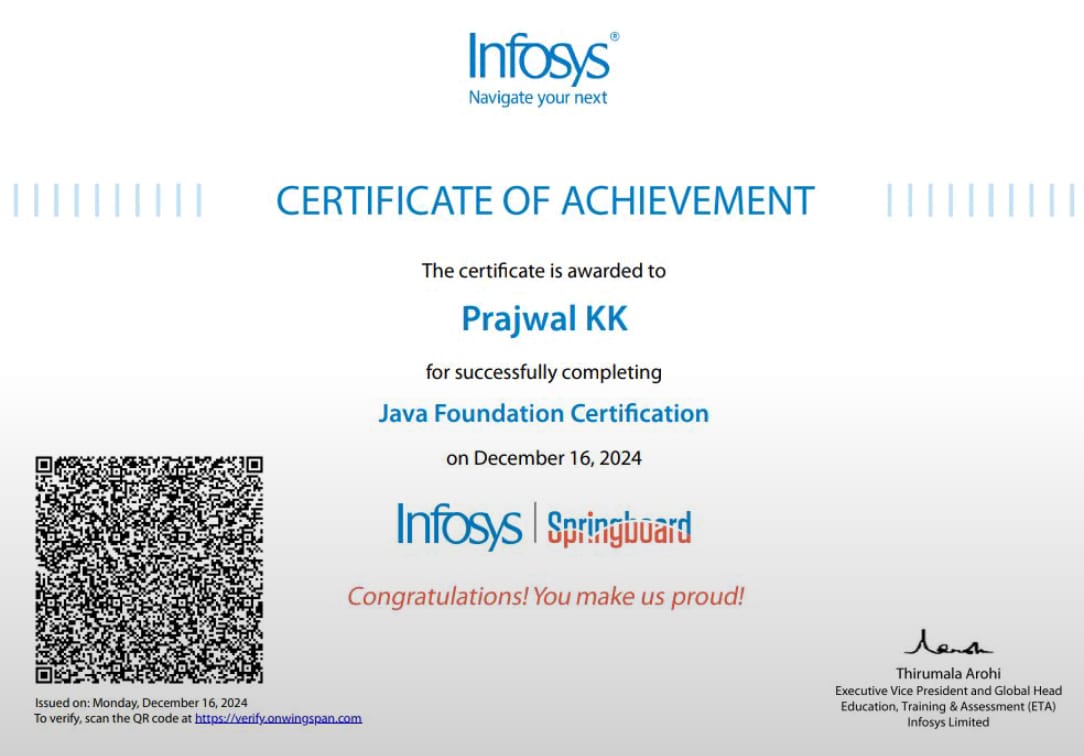 Infosys®
Navigate your next
CERTIFICATE OF ACHIEVEMENT
The certificate is awarded to
Prajwal KK
for successfully completing
Java Foundation Certification
on December 16, 2024
Infosys | Springboard
Congratulations! You make us proud!
Issued on: Monday, December 16, 2024
To verify, scan the QR code at https://verify.onwingspan.com
Thirumala Arohi
Executive Vice President and Global Head
Education, Training & Assessment (ETA)
Infosys Limited